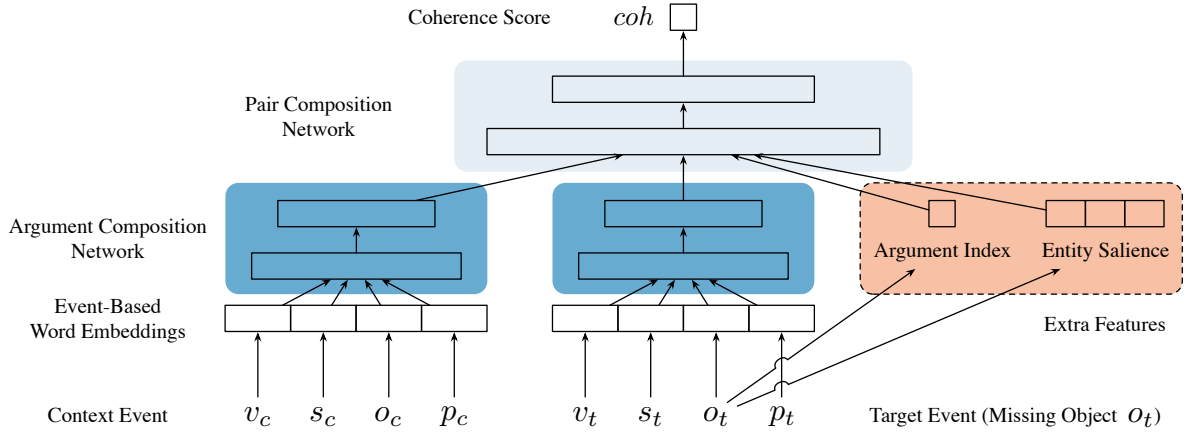 Coherence Score coh
Pair Composition
Network
Argument Composition
Network
Argument Index Entity Salience
Event-Based
Word Embeddings
Extra Features
Context Event v_c s_c o_c p_c v_t s_t o_t p_t Target Event (Missing Object o_t)